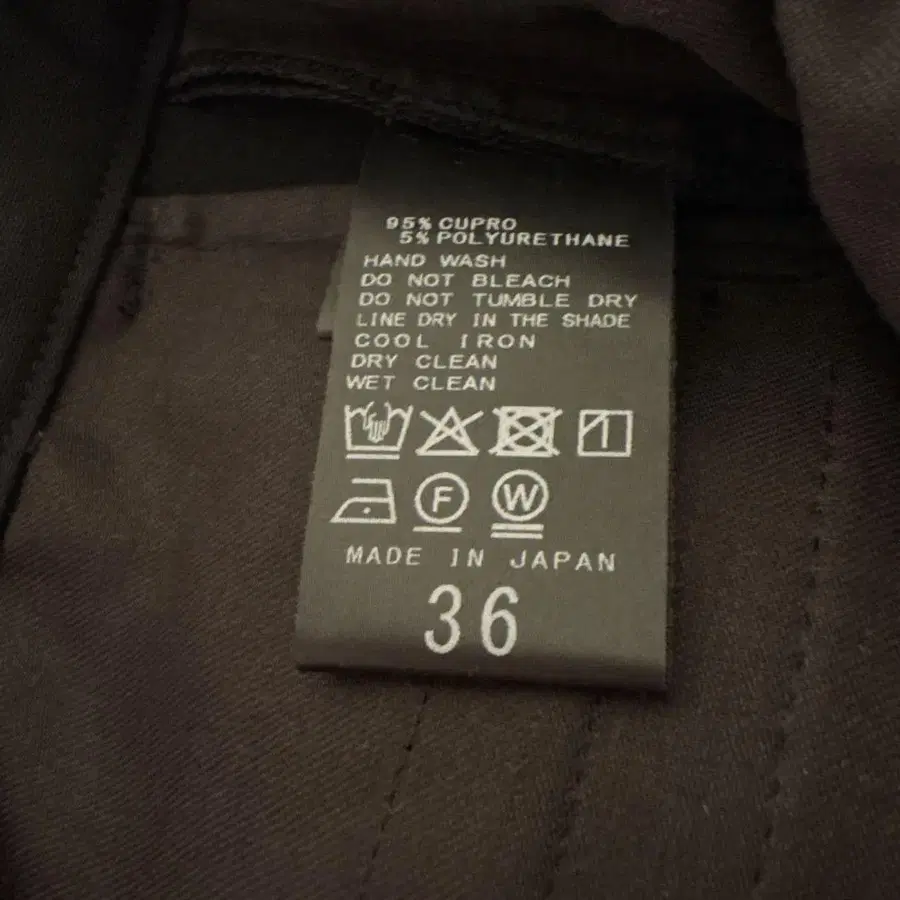 95% CUPRO
5% POLYURETHANE
HAND WASH
DO NOT BLEACH
DO NOT TUMBLE DRY
LINE DRY IN THE SHADE
COOL IRON
DRY CLEAN
WET CLEAN
F W
MADE IN JAPAN
36